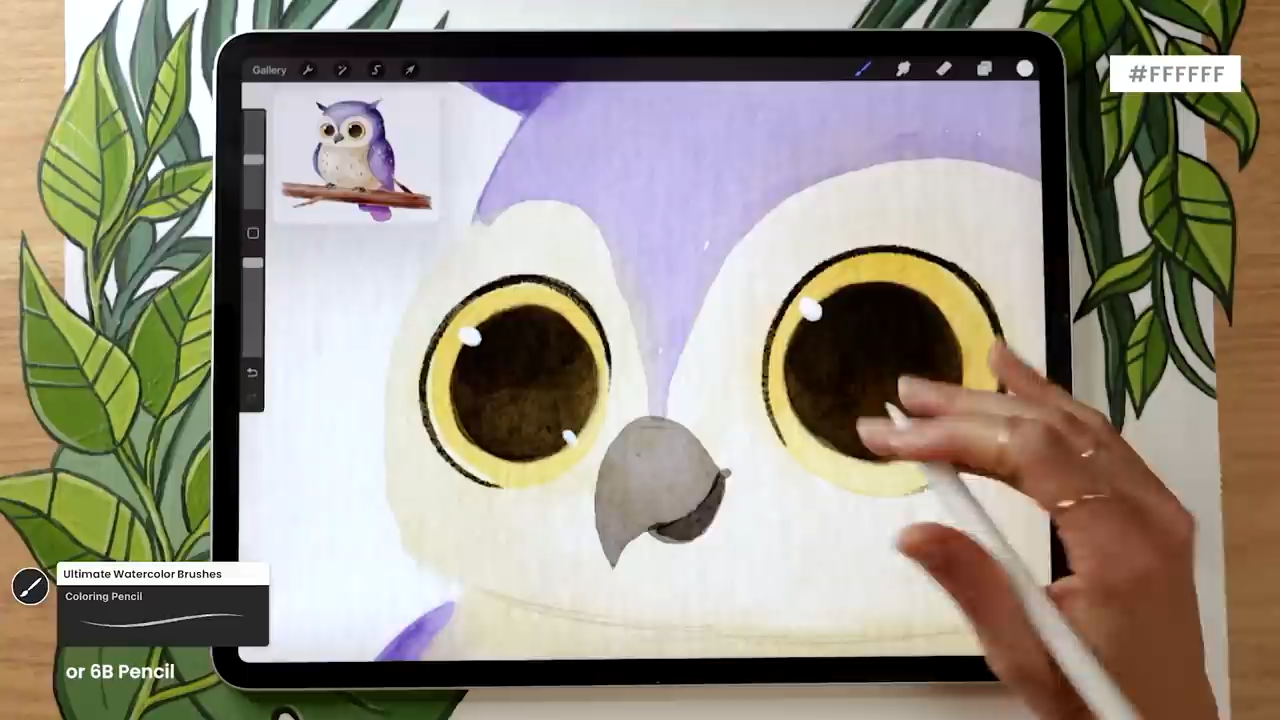 Gallery
#FFFFFF
Ultimate Watercolor Brushes
Coloring Pencil
or 6B Pencil